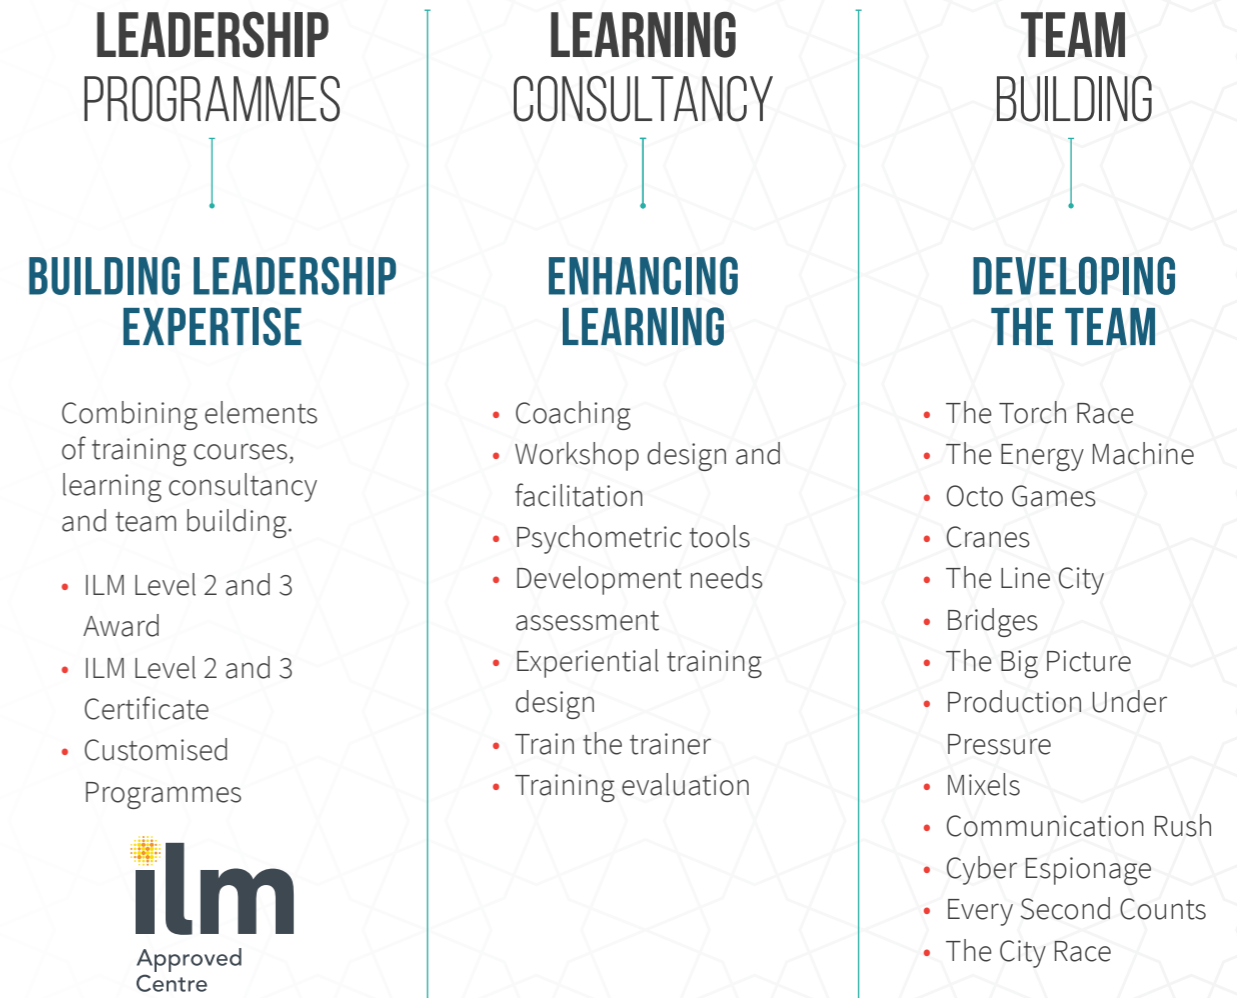 LEADERSHIP
PROGRAMMES
BUILDING LEADERSHIP
EXPERTISE
Combining elements
of training courses,
learning consultancy
and team building.
• ILM Level 2 and 3
Award
• ILM Level 2 and 3
Certificate
• Customised
Programmes
ilm
Approved
Centre
LEARNING
CONSULTANCY
ENHANCING
LEARNING
• Coaching
• Workshop design and
facilitation
• Psychometric tools
• Development needs
assessment
• Experiential training
design
• Train the trainer
• Training evaluation
TEAM
BUILDING
DEVELOPING
THE TEAM
• The Torch Race
• The Energy Machine
• Octo Games
• Cranes
• The Line City
• Bridges
• The Big Picture
• Production Under
Pressure
• Mixels
• Communication Rush
• Cyber Espionage
• Every Second Counts
• The City Race